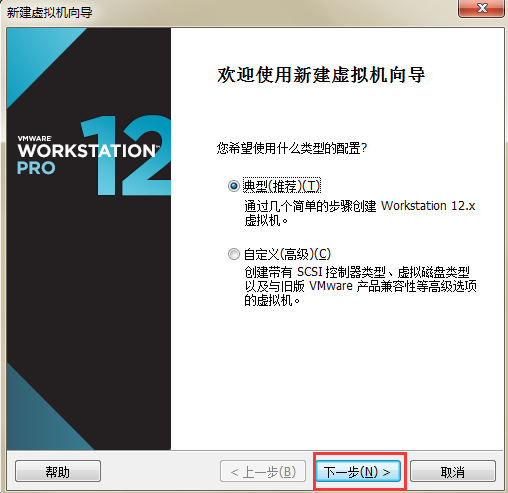 新建虚拟机向导
欢迎使用新建虚拟机向导
VMWARE
WORKSTATION™
PRO
12
您希望使用什么类型的配置?
典型(推荐)(T)
通过几个简单的步骤创建 Workstation 12.x
虚拟机。
自定义(高级)(C)
创建带有 SCSI 控制器类型、虚拟磁盘类型
以及与旧版 VMware 产品兼容性等高级选项
的虚拟机。
帮助
< 上一步(B)
下一步(N) >
取消